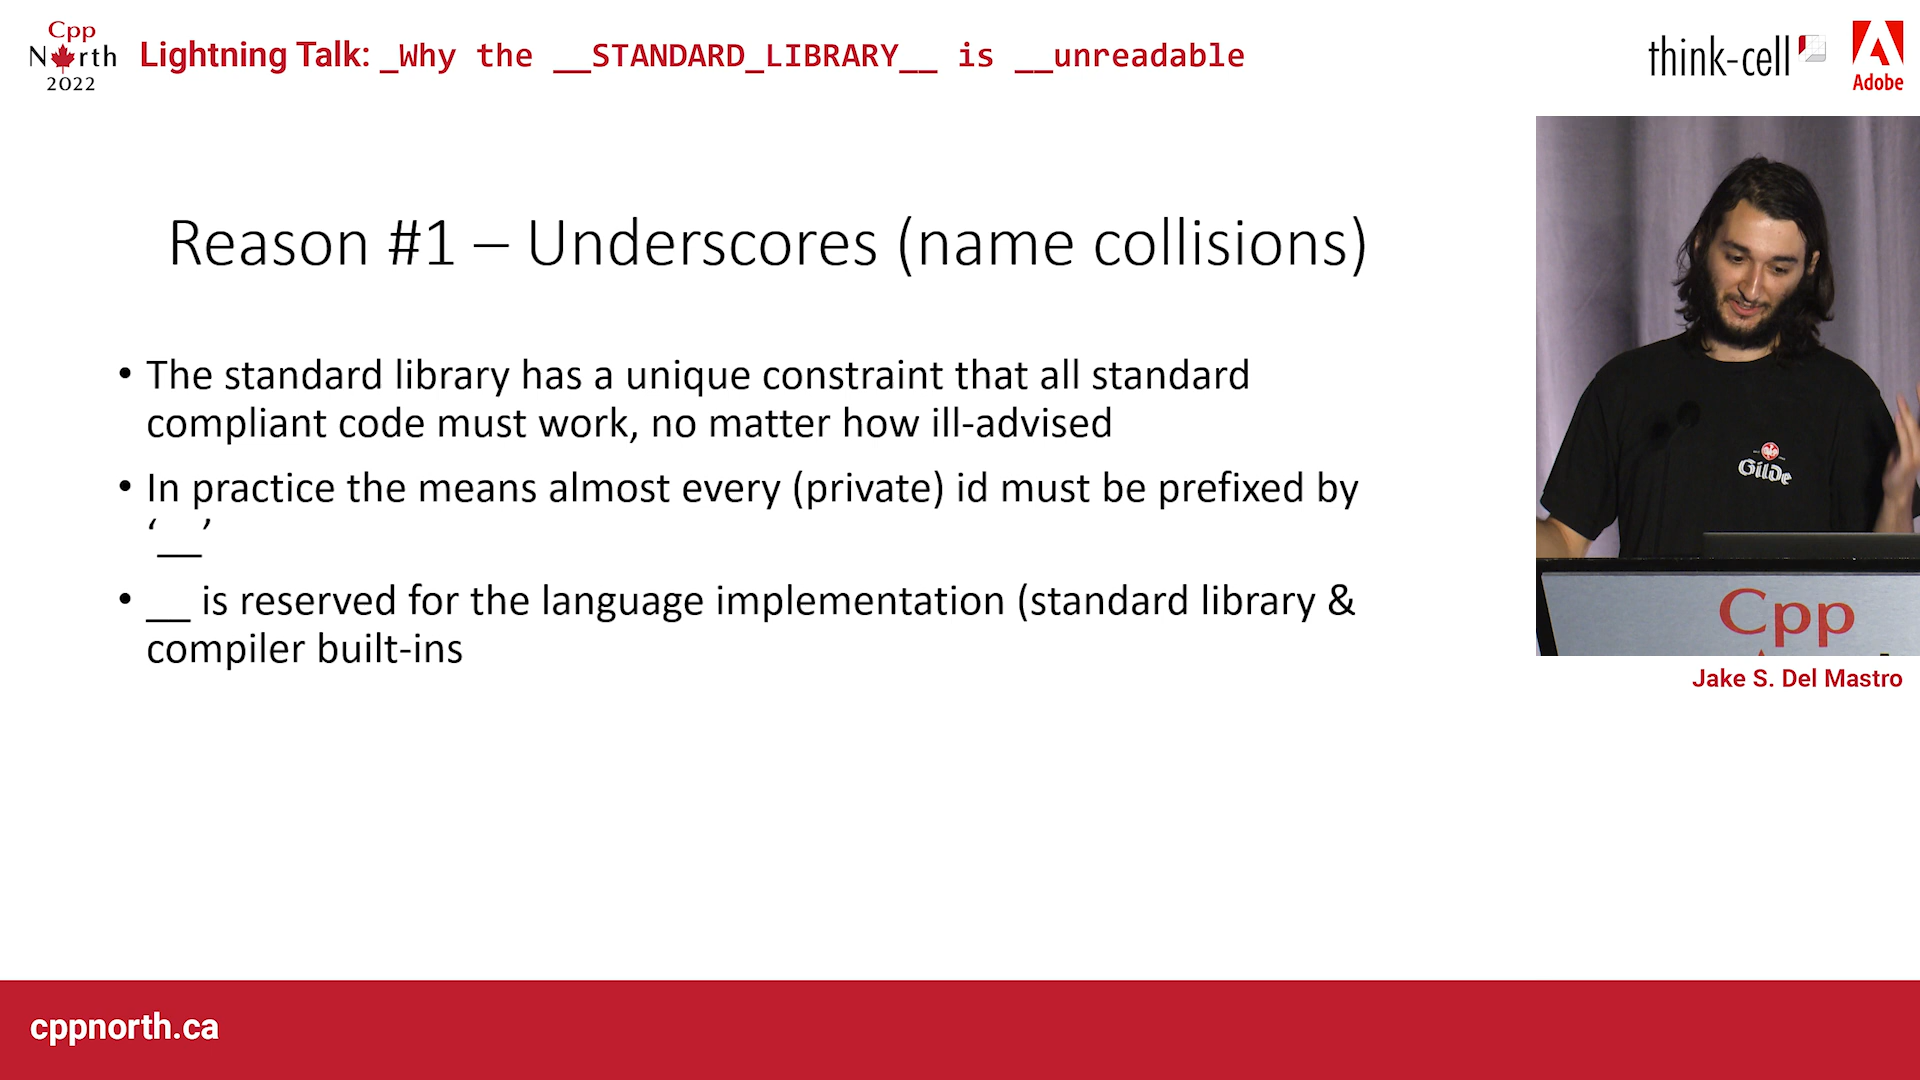 Cpp
North
2022
Lightning Talk: _Why the __STANDARD_LIBRARY__ is __unreadable
think-cell
Adobe
Reason #1 – Underscores (name collisions)
• The standard library has a unique constraint that all standard
compliant code must work, no matter how ill-advised
• In practice the means almost every (private) id must be prefixed by
‘__’
• __ is reserved for the language implementation (standard library &
compiler built-ins
Gilde
Cpp
Jake S. Del Mastro
cppnorth.ca